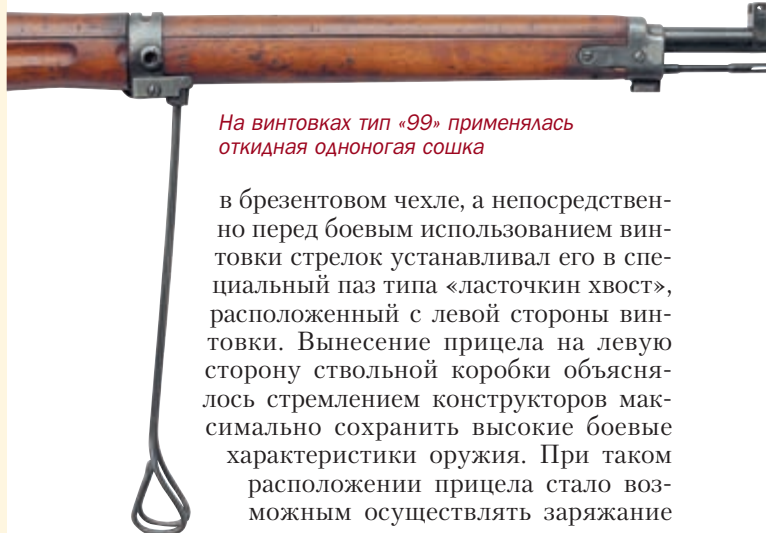 На винтовках тип «99» применялась
откидная одноногая сошка
в брезентовом чехле, а непосредствен-
но перед боевым использованием вин-
товки стрелок устанавливал его в спе-
циальный паз типа «ласточкин хвост»,
расположенный с левой стороны вин-
товки. Вынесение прицела на левую
сторону ствольной коробки объясня-
лось стремлением конструкторов мак-
симально сохранить высокие боевые
характеристики оружия. При таком
расположении прицела стало воз-
можным осуществлять заряжание